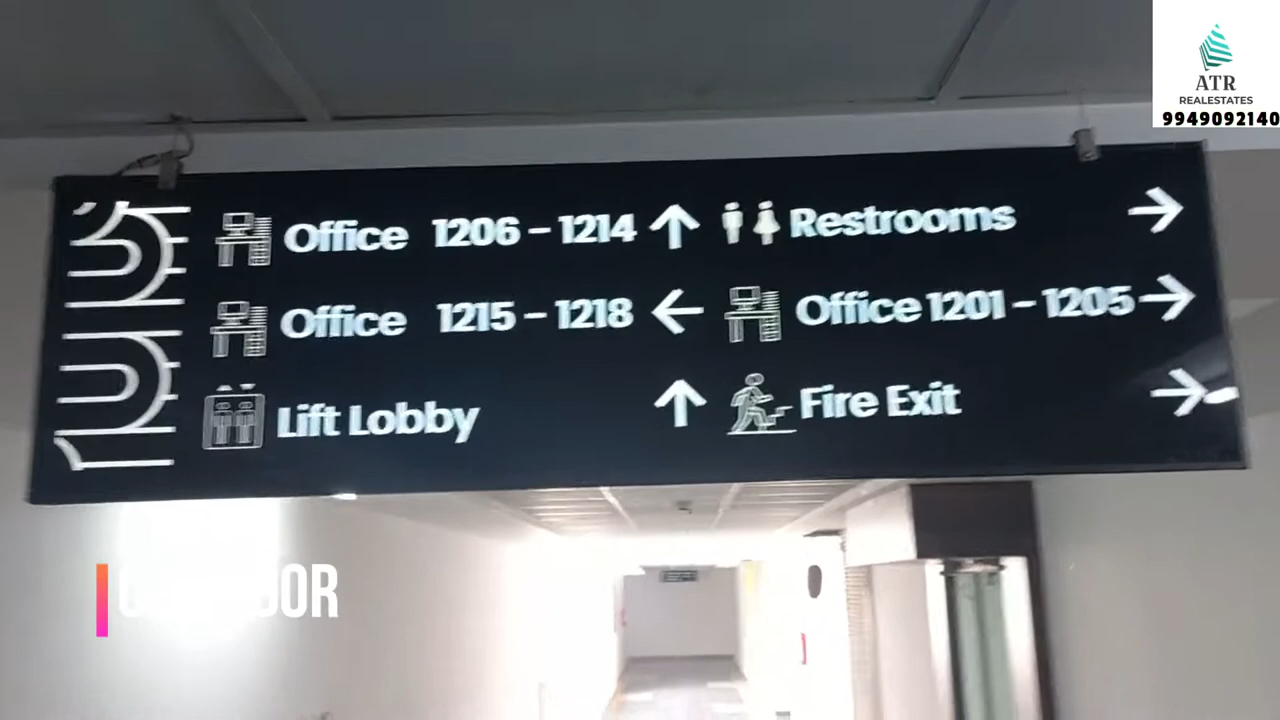 ATR
REALESTATES
9949092140
Office 1206 - 1214 ↑ Restrooms →
Office 1215 - 1218 ← Office 1201 - 1205 →
Lift Lobby ↑ Fire Exit →